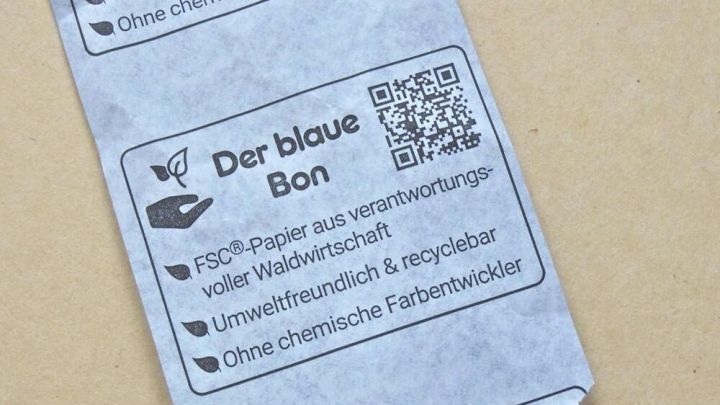 Ohne chem
Der blaue
Bon
FSC®-Papier aus verantwortungs-
voller Waldwirtschaft
Umweltfreundlich & recyclebar
Ohne chemische Farbentwickler